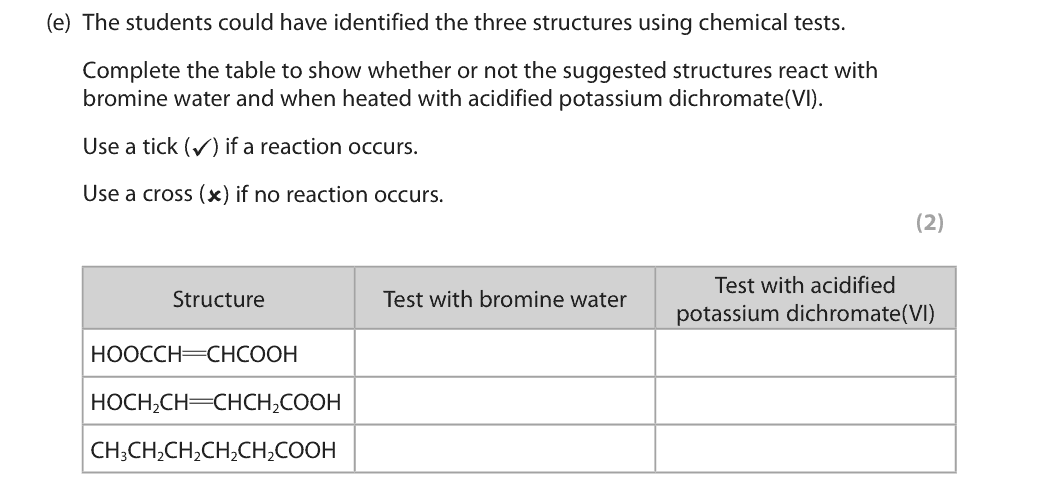 (e) The students could have identified the three structures using chemical tests.
Complete the table to show whether or not the suggested structures react with
bromine water and when heated with acidified potassium dichromate(VI).
Use a tick (✓) if a reaction occurs.
Use a cross (✗) if no reaction occurs.
(2)
Structure
Test with bromine water
Test with acidified
potassium dichromate(VI)
HOOCCH=CHCOOH
HOCH₂CH=CHCH₂COOH
CH₃CH₂CH₂CH₂CH₂COOH